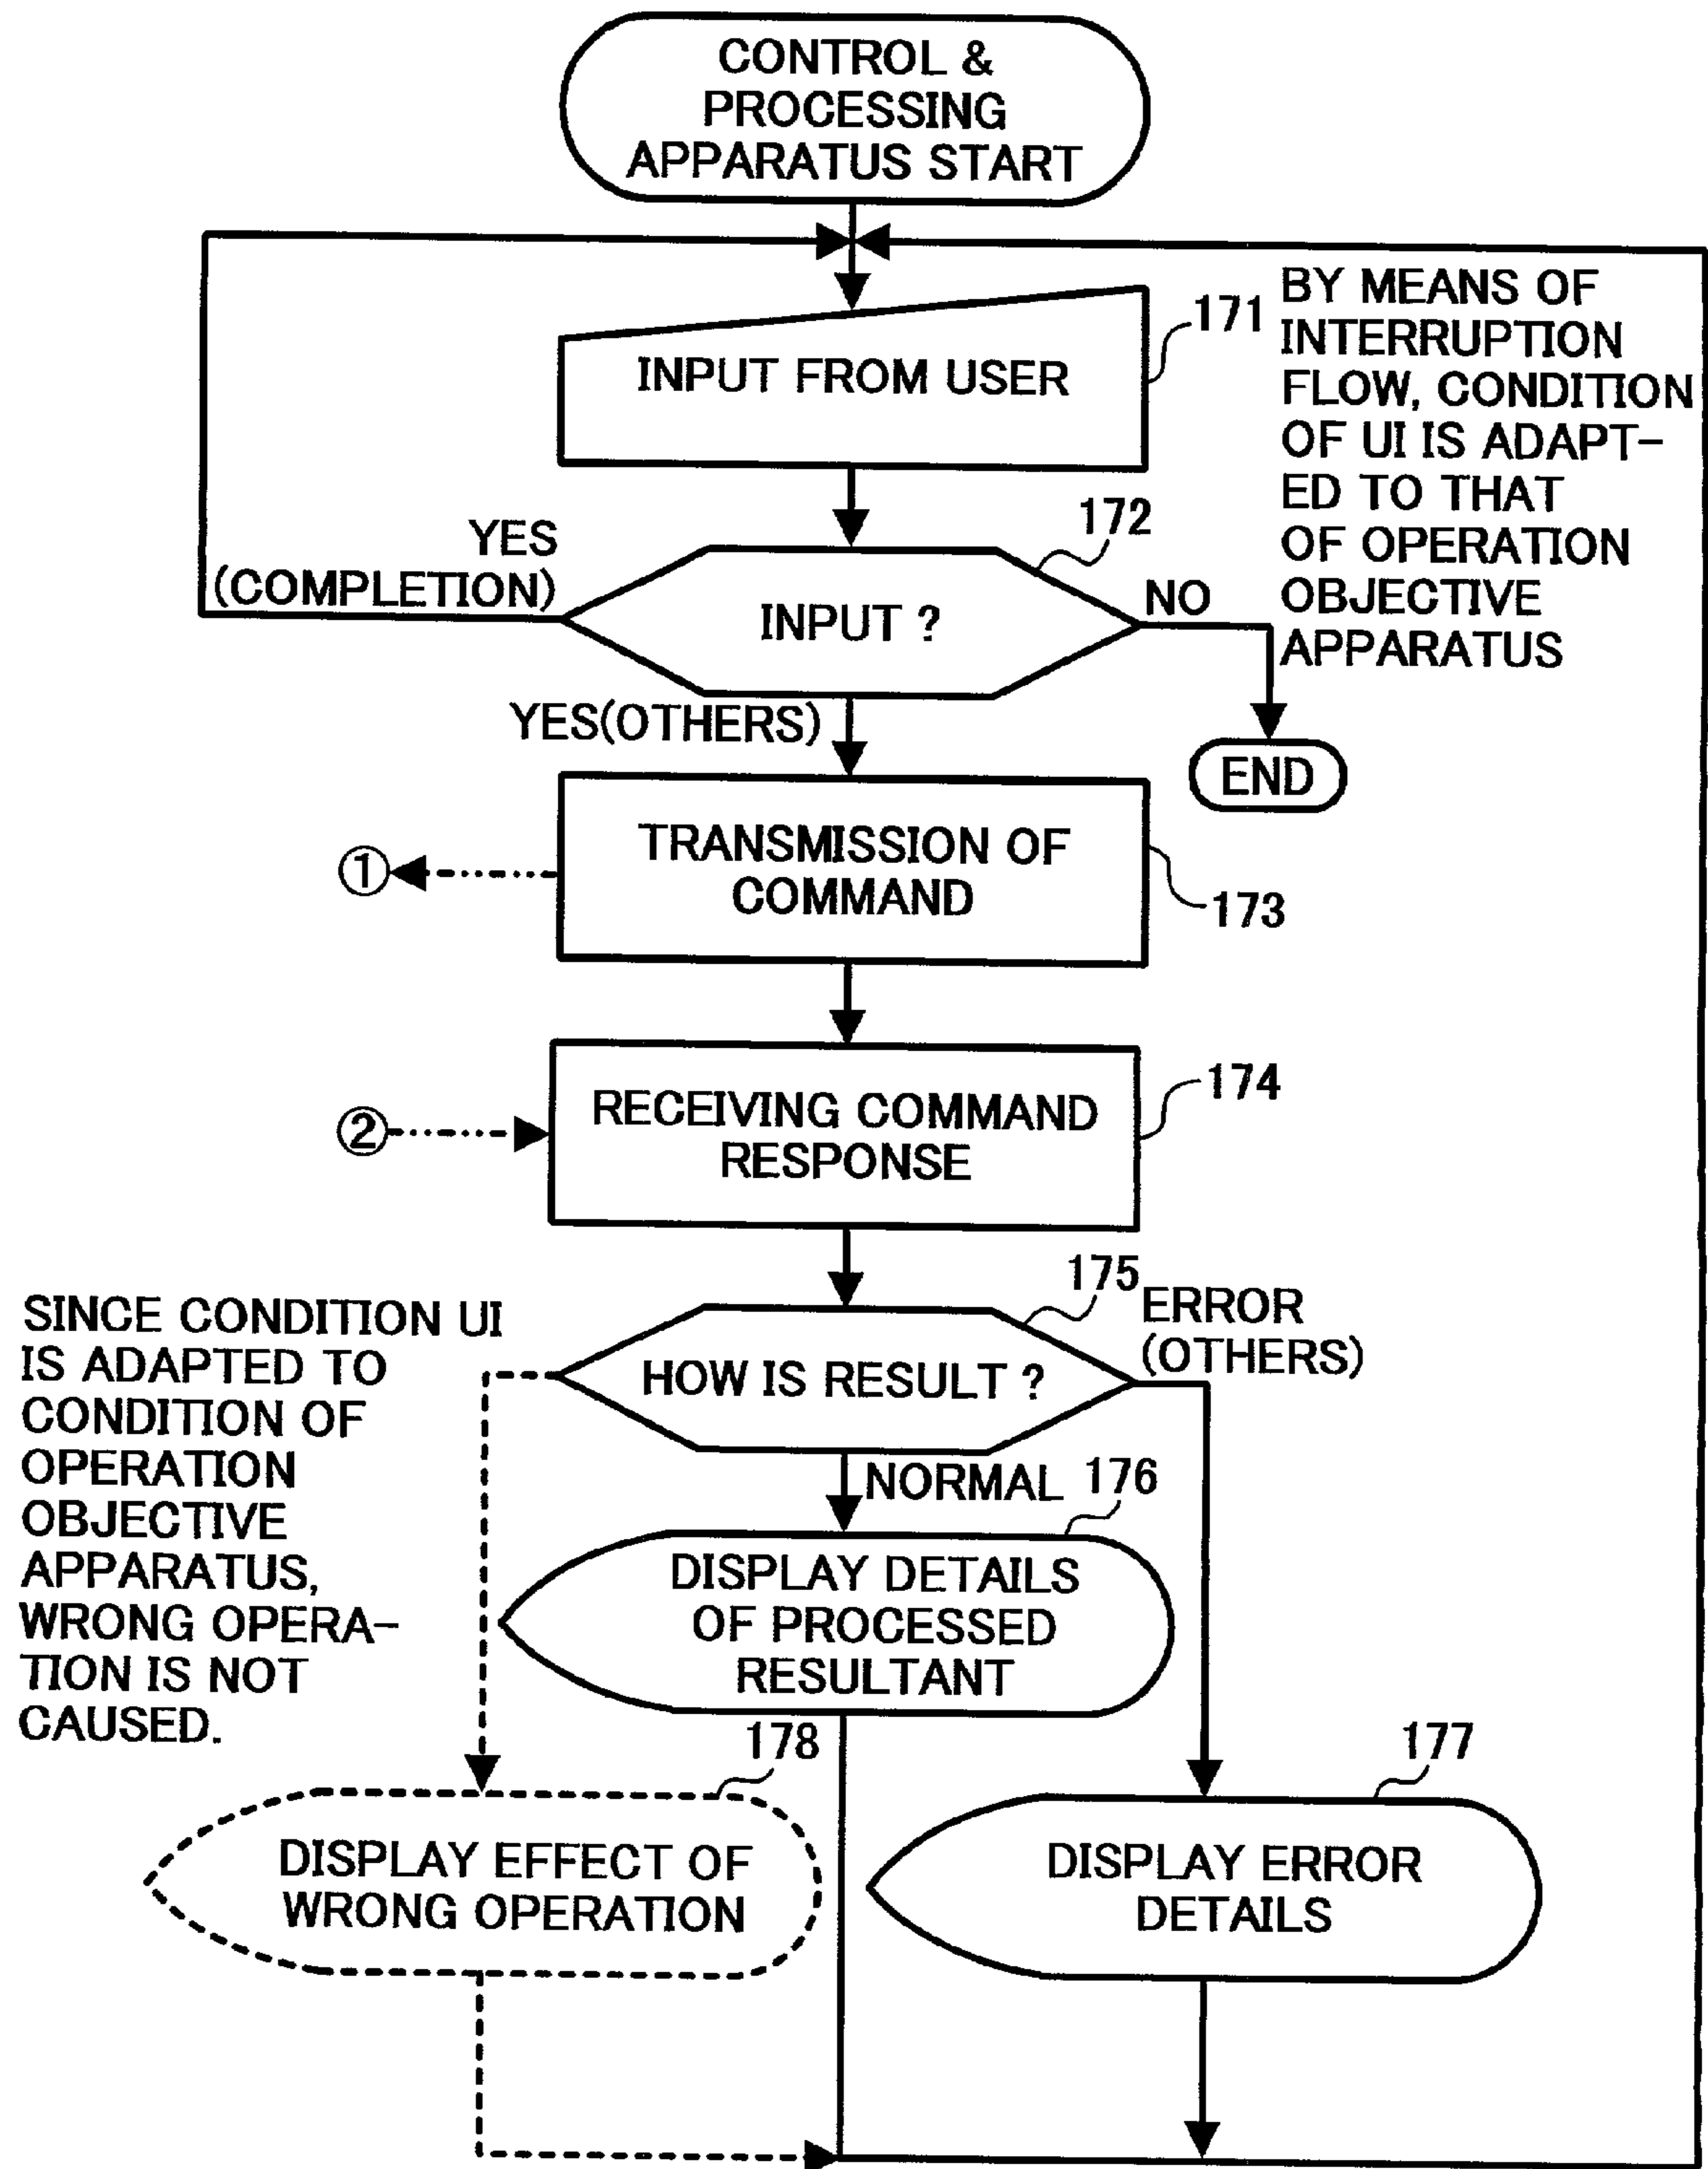 CONTROL &
PROCESSING
APPARATUS START
BY MEANS OF
INTERRUPTION
FLOW, CONDITION
OF UI IS ADAPT-
ED TO THAT
OF OPERATION
OBJECTIVE
APPARATUS
171
INPUT FROM USER
172
YES
(COMPLETION)
INPUT ?
NO
YES(OTHERS)
END
TRANSMISSION OF
COMMAND
①
173
RECEIVING COMMAND
RESPONSE
174
②
175
ERROR
(OTHERS)
SINCE CONDITION UI
IS ADAPTED TO
CONDITION OF
OPERATION
OBJECTIVE
APPARATUS,
WRONG OPERA-
TION IS NOT
CAUSED.
HOW IS RESULT ?
NORMAL
176
DISPLAY DETAILS
OF PROCESSED
RESULTANT
178
177
DISPLAY EFFECT OF
WRONG OPERATION
DISPLAY ERROR
DETAILS